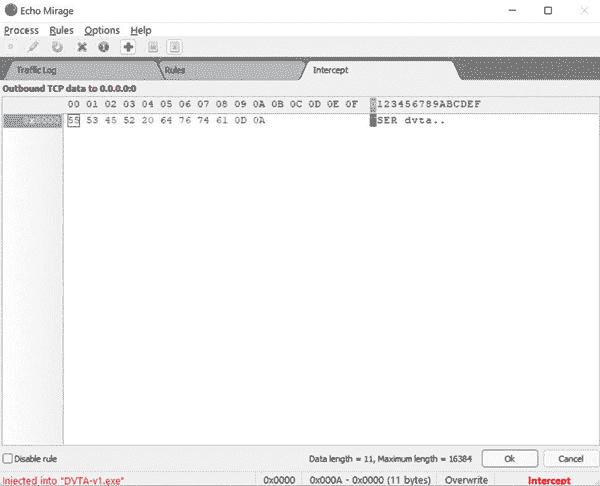 Echo Mirage
Process Rules Options Help
Traffic Log Rules Intercept
Outbound TCP data to 0.0.0.0:0
00 01 02 03 04 05 06 07 08 09 0A 0B 0C 0D 0E 0F 0123456789ABCDEF
0x0000 55 53 45 52 20 64 76 74 61 0D 0A SER dvta..
Disable rule Data length = 11, Maximum length = 16384 Ok Cancel
Injected into "DVTA-v1.exe" 0x0000 0x000A - 0x0000 (11 bytes) Overwrite Intercept